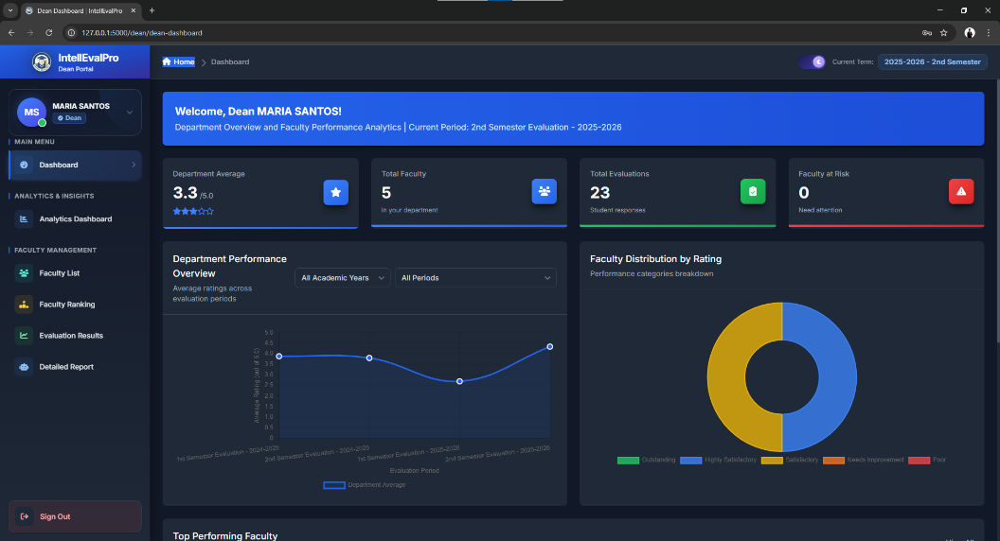 Dean Dashboard | IntellEvalPro
127.0.0.1:5000/dean/dean-dashboard
IntellEvalPro
Dean Portal
MS
MARIA SANTOS
Dean
MAIN MENU
Dashboard
ANALYTICS & INSIGHTS
Analytics Dashboard
FACULTY MANAGEMENT
Faculty List
Faculty Ranking
Evaluation Results
Detailed Report
Sign Out
Home
Dashboard
Current Term:
2025-2026 - 2nd Semester
Welcome, Dean MARIA SANTOS!
Department Overview and Faculty Performance Analytics | Current Period: 2nd Semester Evaluation - 2025-2026
Department Average
3.3 /5.0
Total Faculty
5
In your department
Total Evaluations
23
Student responses
Faculty at Risk
0
Need attention
Department Performance
Overview
Average ratings across
evaluation periods
All Academic Years
All Periods
5.0
4.5
4.0
3.5
3.0
2.5
2.0
1.5
1.0
0.5
0
Average Rating (out of 5.0)
1st Semester Evaluation - 2024-2025
2nd Semester Evaluation - 2024-2025
1st Semester Evaluation - 2025-2026
2nd Semester Evaluation - 2025-2026
Evaluation Period
Department Average
Faculty Distribution by Rating
Performance categories breakdown
Outstanding
Highly Satisfactory
Satisfactory
Needs Improvement
Poor
Top Performing Faculty